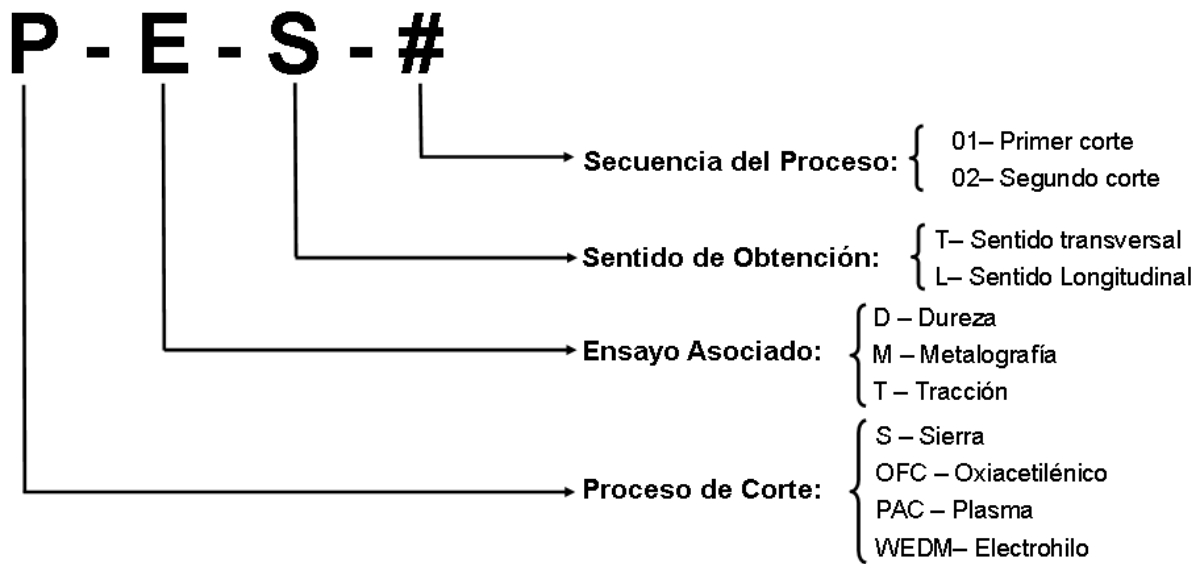 P - E - S - #
Secuencia del Proceso:
01– Primer corte
02– Segundo corte
Sentido de Obtención:
T– Sentido transversal
L– Sentido Longitudinal
Ensayo Asociado:
D – Dureza
M – Metalografía
T – Tracción
Proceso de Corte:
S – Sierra
OFC – Oxiacetilénico
PAC – Plasma
WEDM– Electrohilo